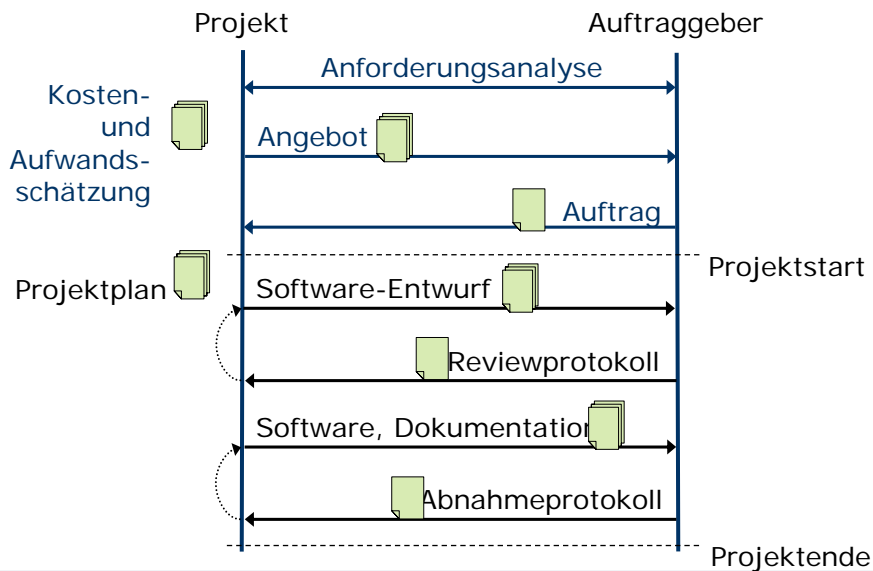 Projekt
Auftraggeber
Anforderungsanalyse
Kosten-
und
Aufwands-
schätzung
Angebot
Auftrag
Projektstart
Projektplan
Software-Entwurf
Reviewprotokoll
Software, Dokumentation
Abnahmeprotokoll
Projektende